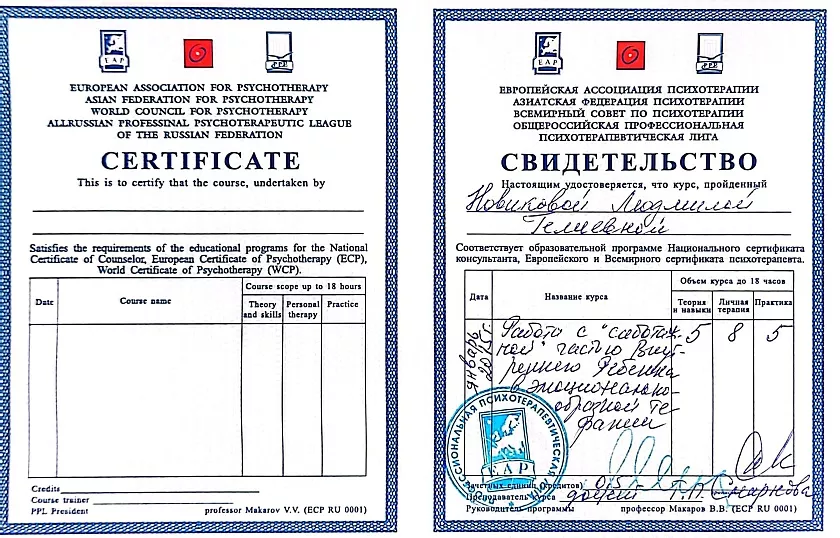 EAP
EUROPEAN ASSOCIATION FOR PSYCHOTHERAPY
ASIAN FEDERATION FOR PSYCHOTHERAPY
WORLD COUNCIL FOR PSYCHOTHERAPY
ALLRUSSIAN PROFESSINAL PSYCHOTERAPEUTIC LEAGUE
OF THE RUSSIAN FEDERATION
CERTIFICATE
This is to certify that the course, undertaken by
Satisfies the requirements of the educational programs for the National
Certificate of Counselor, European Certificate of Psychotherapy (ECP),
World Certificate of Psychotherapy (WCP).
Date
Course name
Course scope up to 18 hours
Theory and skills
Personal therapy
Practice
Credits
Course trainer
PPL President
professor Makarov V.V. (ECP RU 0001)
EAP
ЕВРОПЕЙСКАЯ АССОЦИАЦИЯ ПСИХОТЕРАПИИ
АЗИАТСКАЯ ФЕДЕРАЦИЯ ПСИХОТЕРАПИИ
ВСЕМИРНЫЙ СОВЕТ ПО ПСИХОТЕРАПИИ
ОБЩЕРОССИЙСКАЯ ПРОФЕССИОНАЛЬНАЯ
ПСИХОТЕРАПЕВТИЧЕСКАЯ ЛИГА
СВИДЕТЕЛЬСТВО
Настоящим удостоверяется, что курс, пройденный
Новиковой Людмилой
Гелиевной
Соответствует образовательной программе Национального сертификата
консультанта, Европейского и Всемирного сертификата психотерапевта.
Дата
Название курса
Объем курса до 18 часов
Теория и навыки
Личная терапия
Практика
январь 2015г.
Работа с "саботаж-
ной" частью Внут-
реннего Ребенка
в эмоционально-
образной те
рапии
5
8
5
ПСИХОТЕРАПЕВТИЧЕСКАЯ
EAP
Зачетных единиц (кредитов) 0,5
Преподаватель курса доцент Т.В. Смирнова
Руководитель программы
профессор Макаров В.В. (ECP RU 0001)